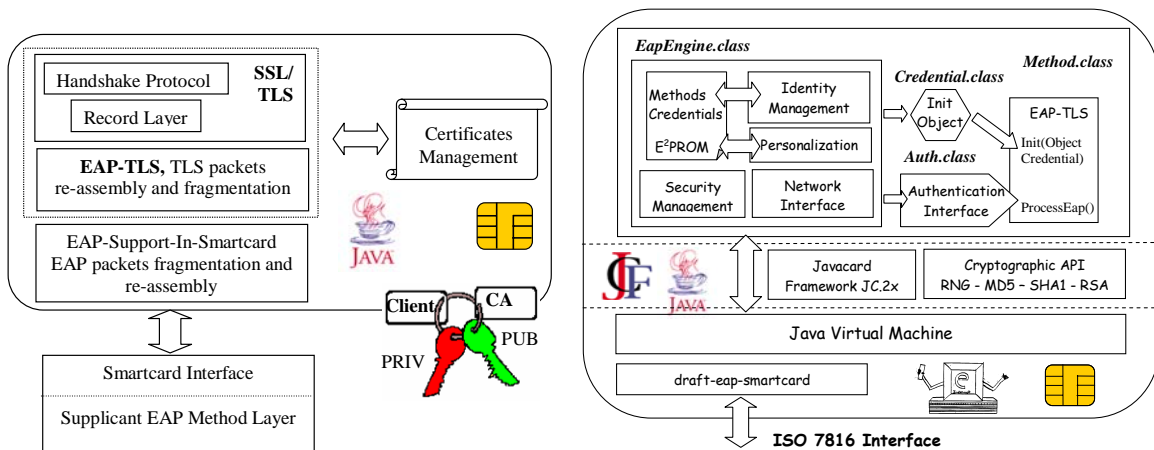 Handshake Protocol
SSL/
TLS
Record Layer
EAP-TLS, TLS packets
re-assembly and fragmentation
Certificates
Management
JAVA
EAP-Support-In-Smartcard
EAP packets fragmentation and
re-assembly
Client
CA
PUB
PRIV
Smartcard Interface
Supplicant EAP Method Layer
EapEngine.class
Method.class
Credential.class
Methods
Credentials
E²PROM
Identity
Management
Personalization
Init
Object
EAP-TLS
Init(Object
Credential)
ProcessEap()
Auth.class
Security
Management
Network
Interface
Authentication
Interface
JCF
JAVA
Javacard
Framework JC.2x
Cryptographic API
RNG - MD5 – SHA1 - RSA
Java Virtual Machine
draft-eap-smartcard
e
ISO 7816 Interface